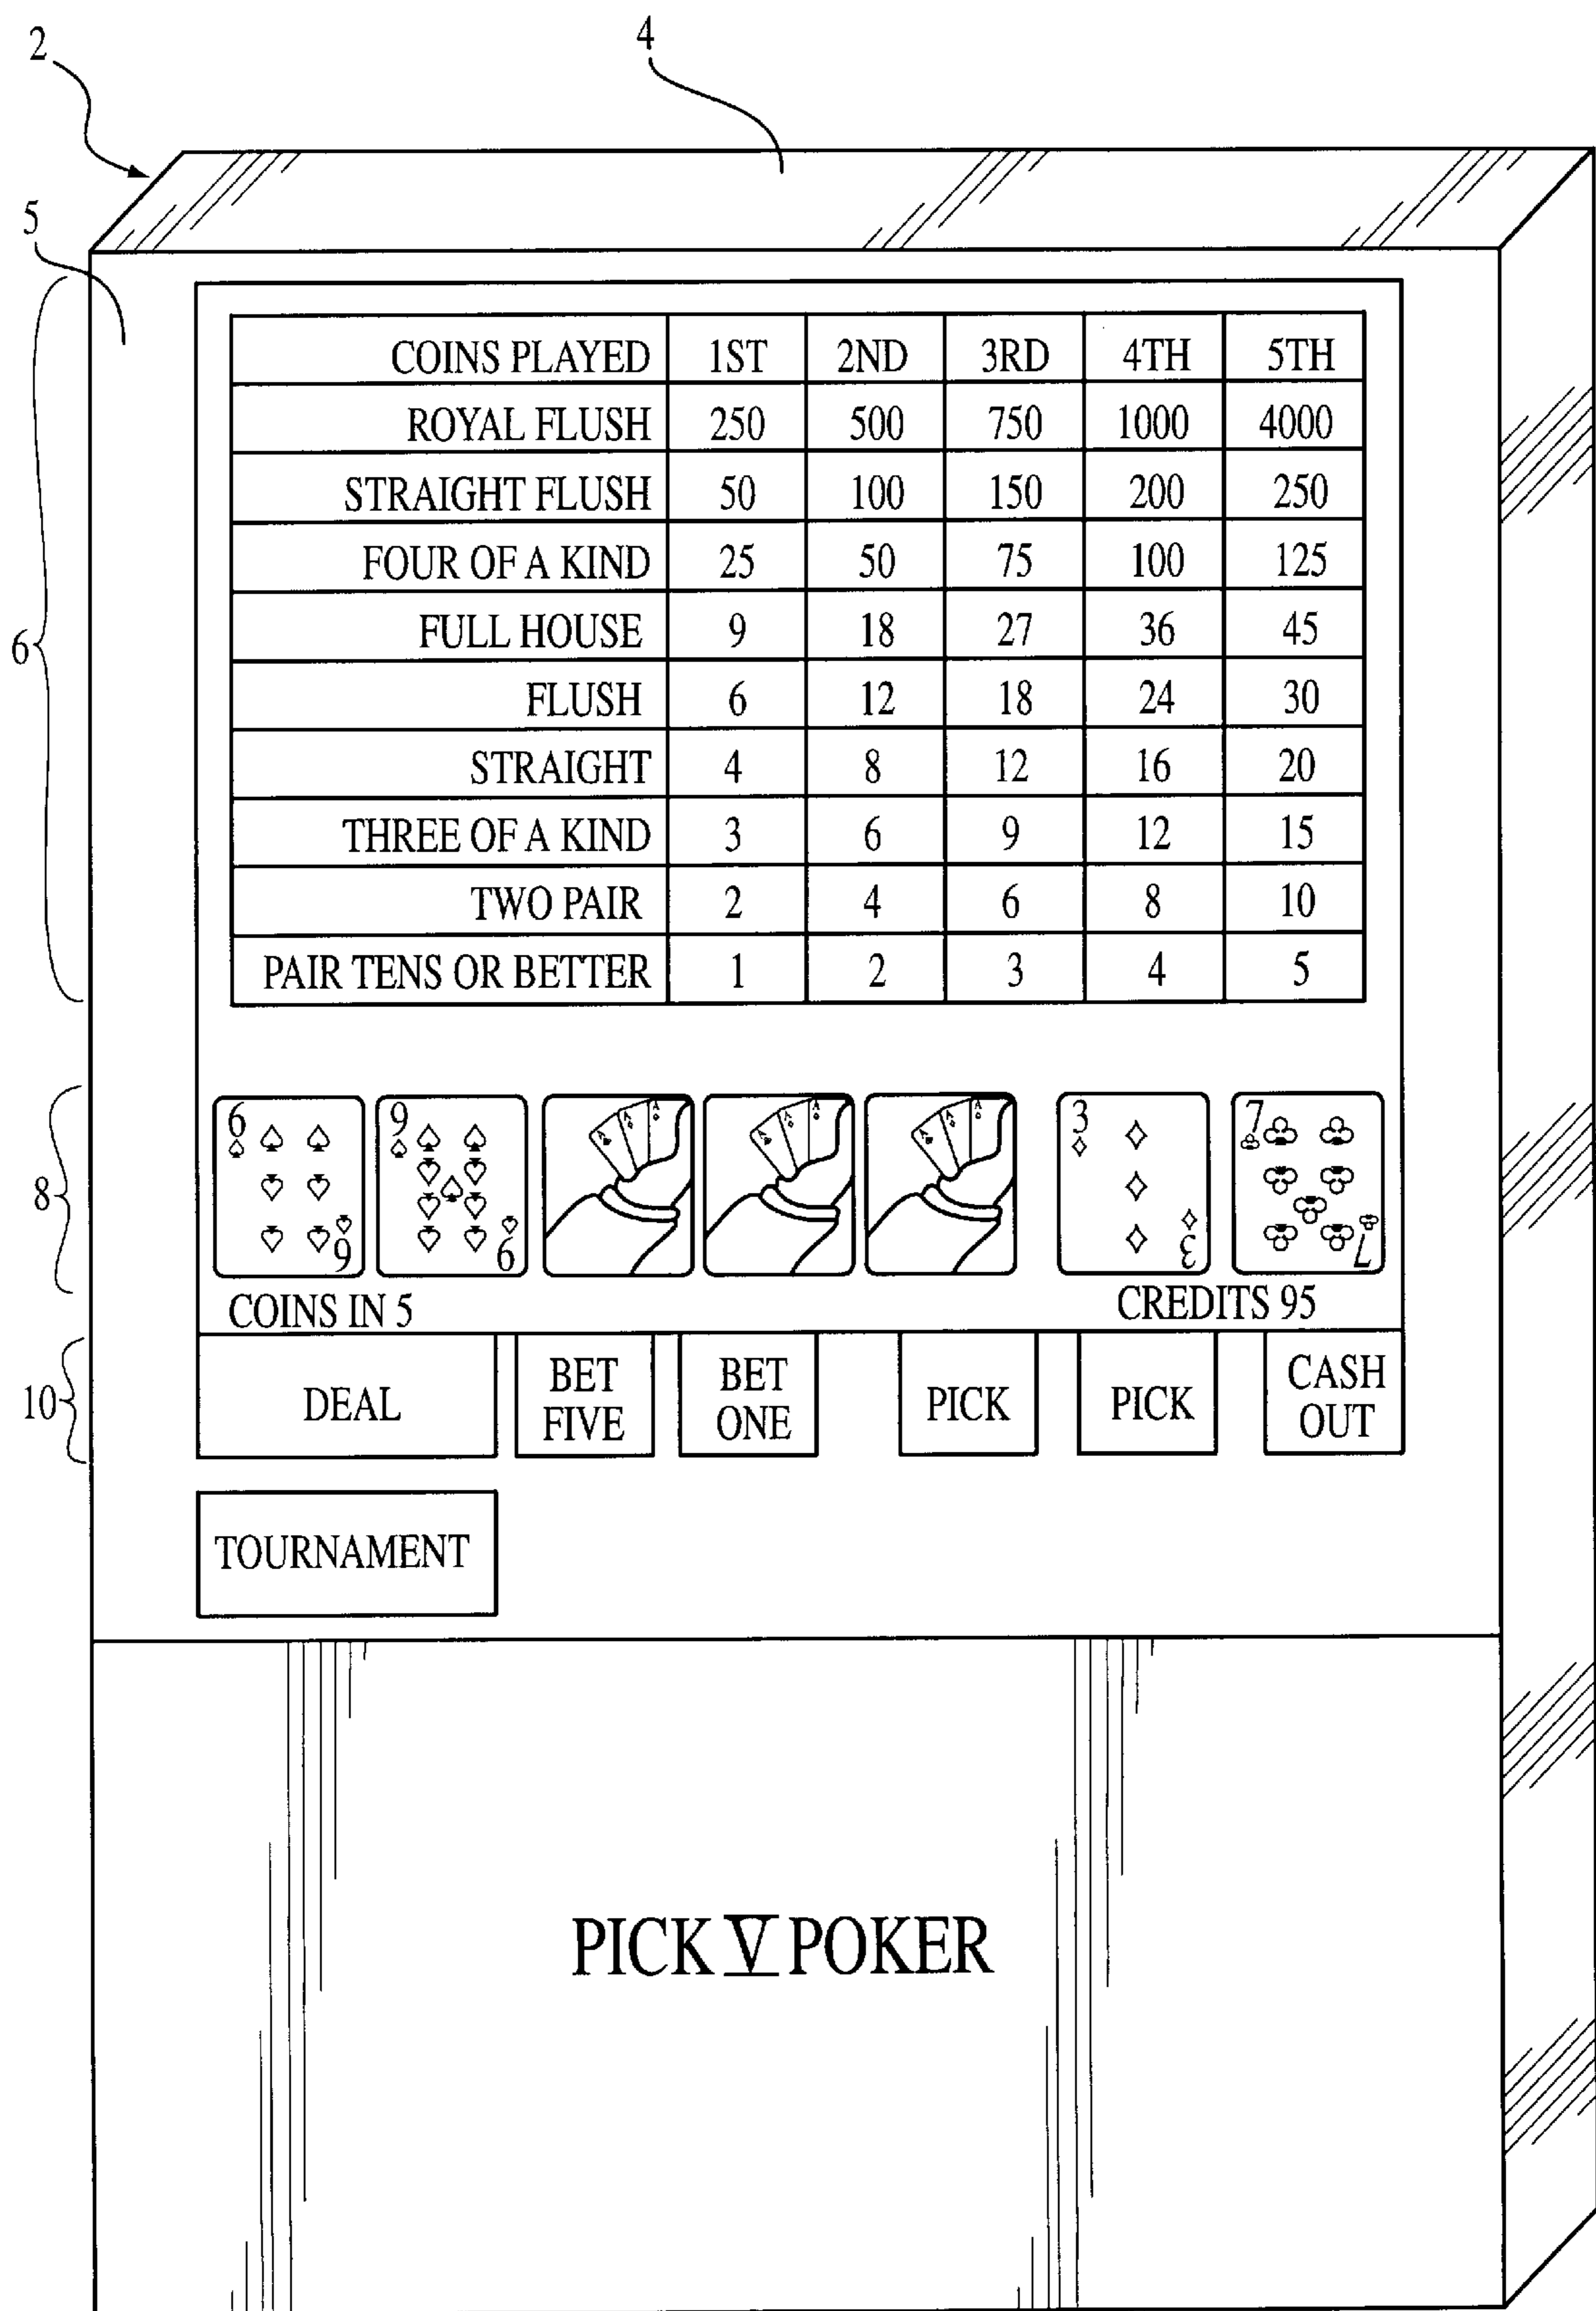 2
4
5
6
COINS PLAYED 1ST 2ND 3RD 4TH 5TH
ROYAL FLUSH 250 500 750 1000 4000
STRAIGHT FLUSH 50 100 150 200 250
FOUR OF A KIND 25 50 75 100 125
FULL HOUSE 9 18 27 36 45
FLUSH 6 12 18 24 30
STRAIGHT 4 8 12 16 20
THREE OF A KIND 3 6 9 12 15
TWO PAIR 2 4 6 8 10
PAIR TENS OR BETTER 1 2 3 4 5
8
6 9 A A A A A A A A A 3 7
6 9 3 7
COINS IN 5 CREDITS 95
10
DEAL BET FIVE BET ONE PICK PICK CASH OUT
TOURNAMENT
PICK V POKER